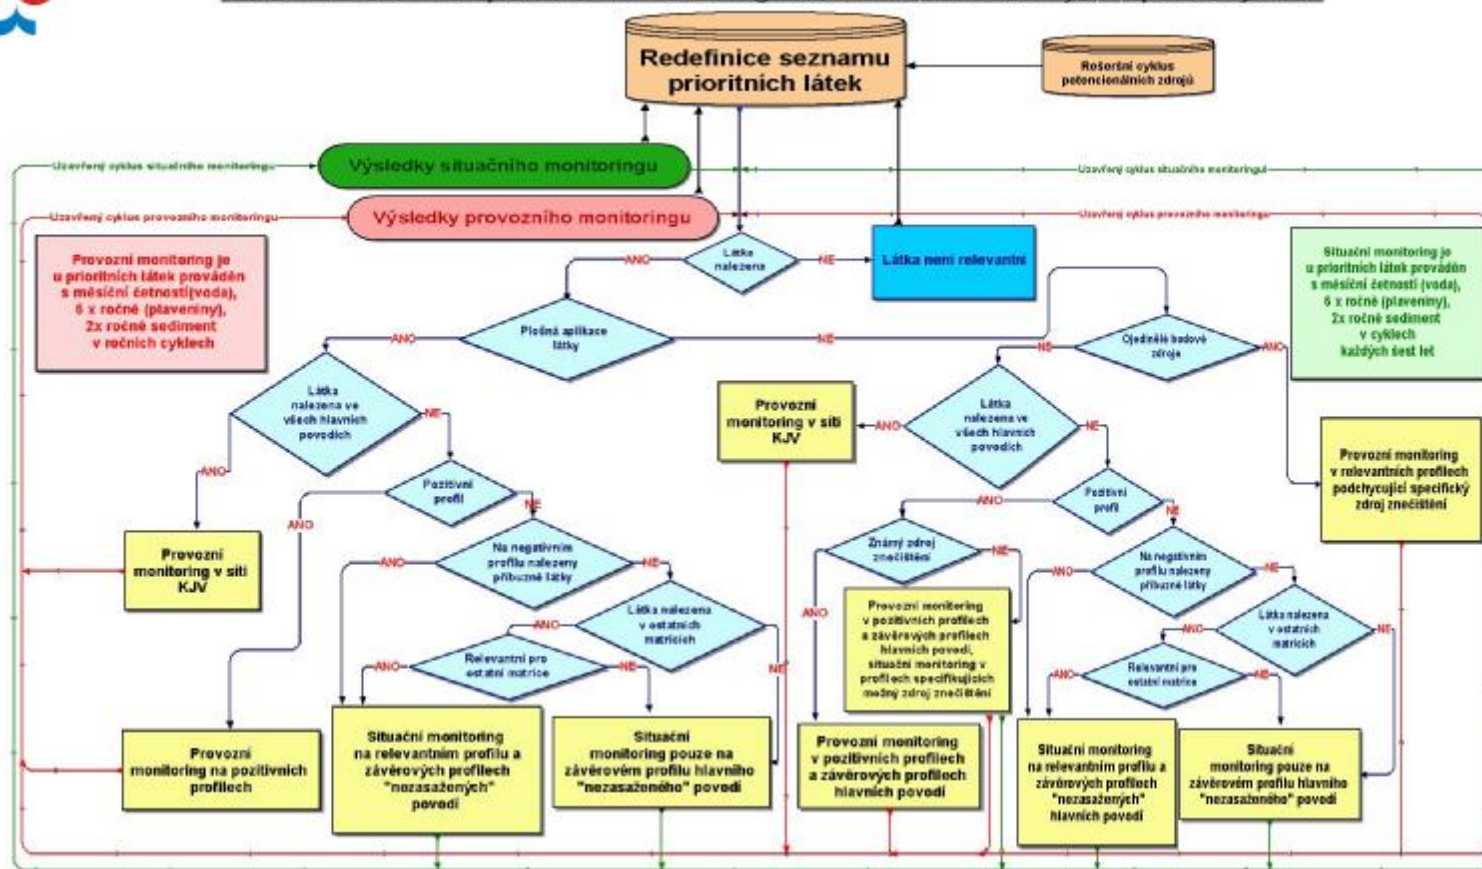 Redefinice seznamu
prioritních látek
Rešeršní cyklus
potencionálních zdrojů
Uzavřený cyklus situačního monitoringu
Výsledky situačního monitoringu
Uzavřený cyklus situačního monitoringu
Uzavřený cyklus provozního monitoringu
Výsledky provozního monitoringu
Uzavřený cyklus provozního monitoringu
Provozní monitoring je
u prioritních látek prováděn
s měsíční četností(voda),
6 x ročně (plaveniny),
2x ročně sediment
v ročních cyklech
ANO
Látka
nalezena
NE
Látka není relevantní
Situační monitoring je
u prioritních látek prováděn
s měsíční četností (voda),
6 x ročně (plaveniny),
2x ročně sediment
v cyklech
každých šest let
ANO
Plošná aplikace
látky
NE
NE
Ojedinělé bodové
zdroje
ANO
Látka
nalezena ve
všech hlavních
povodích
NE
ANO
Provozní
monitoring v síti
KJV
ANO
Látka
nalezena ve
všech hlavních
povodích
NE
Provozní monitoring
v relevantních profilech
podchycující specifický
zdroj znečištění
Pozitivní
profil
NE
ANO
ANO
Pozitivní
profil
NE
Provozní
monitoring v síti
KJV
ANO
Na negativním
profilu nalezeny
příbuzné látky
NE
Známý zdroj
znečištění
NE
ANO
ANO
Na negativním
profilu nalezeny
příbuzné látky
NE
ANO
Látka nalezena
v ostatních
matricích
NE
Provozní monitoring
v pozitivních profilech
a závěrových profilech
hlavních povodí,
situační monitoring v
profilech specifikujících
možný zdroj znečištění
ANO
Látka nalezena
v ostatních
matricích
NE
ANO
Relevantní pro
ostatní matrice
NE
ANO
Relevantní pro
ostatní matrice
NE
Provozní
monitoring na pozitivních
profilech
Situační monitoring
na relevantním profilu a
závěrových profilech
"nezasažených"
povodí
Situační
monitoring pouze na
závěrovém profilu hlavního
"nezasaženého" povodí
Provozní monitoring
v pozitivních profilech
a závěrových profilech
hlavních povodí
Situační monitoring
na relevantním profilu a
závěrových profilech
"nezasažených"
hlavních povodí
Situační
monitoring pouze na
závěrovém profilu hlavního
"nezasaženého" povodí